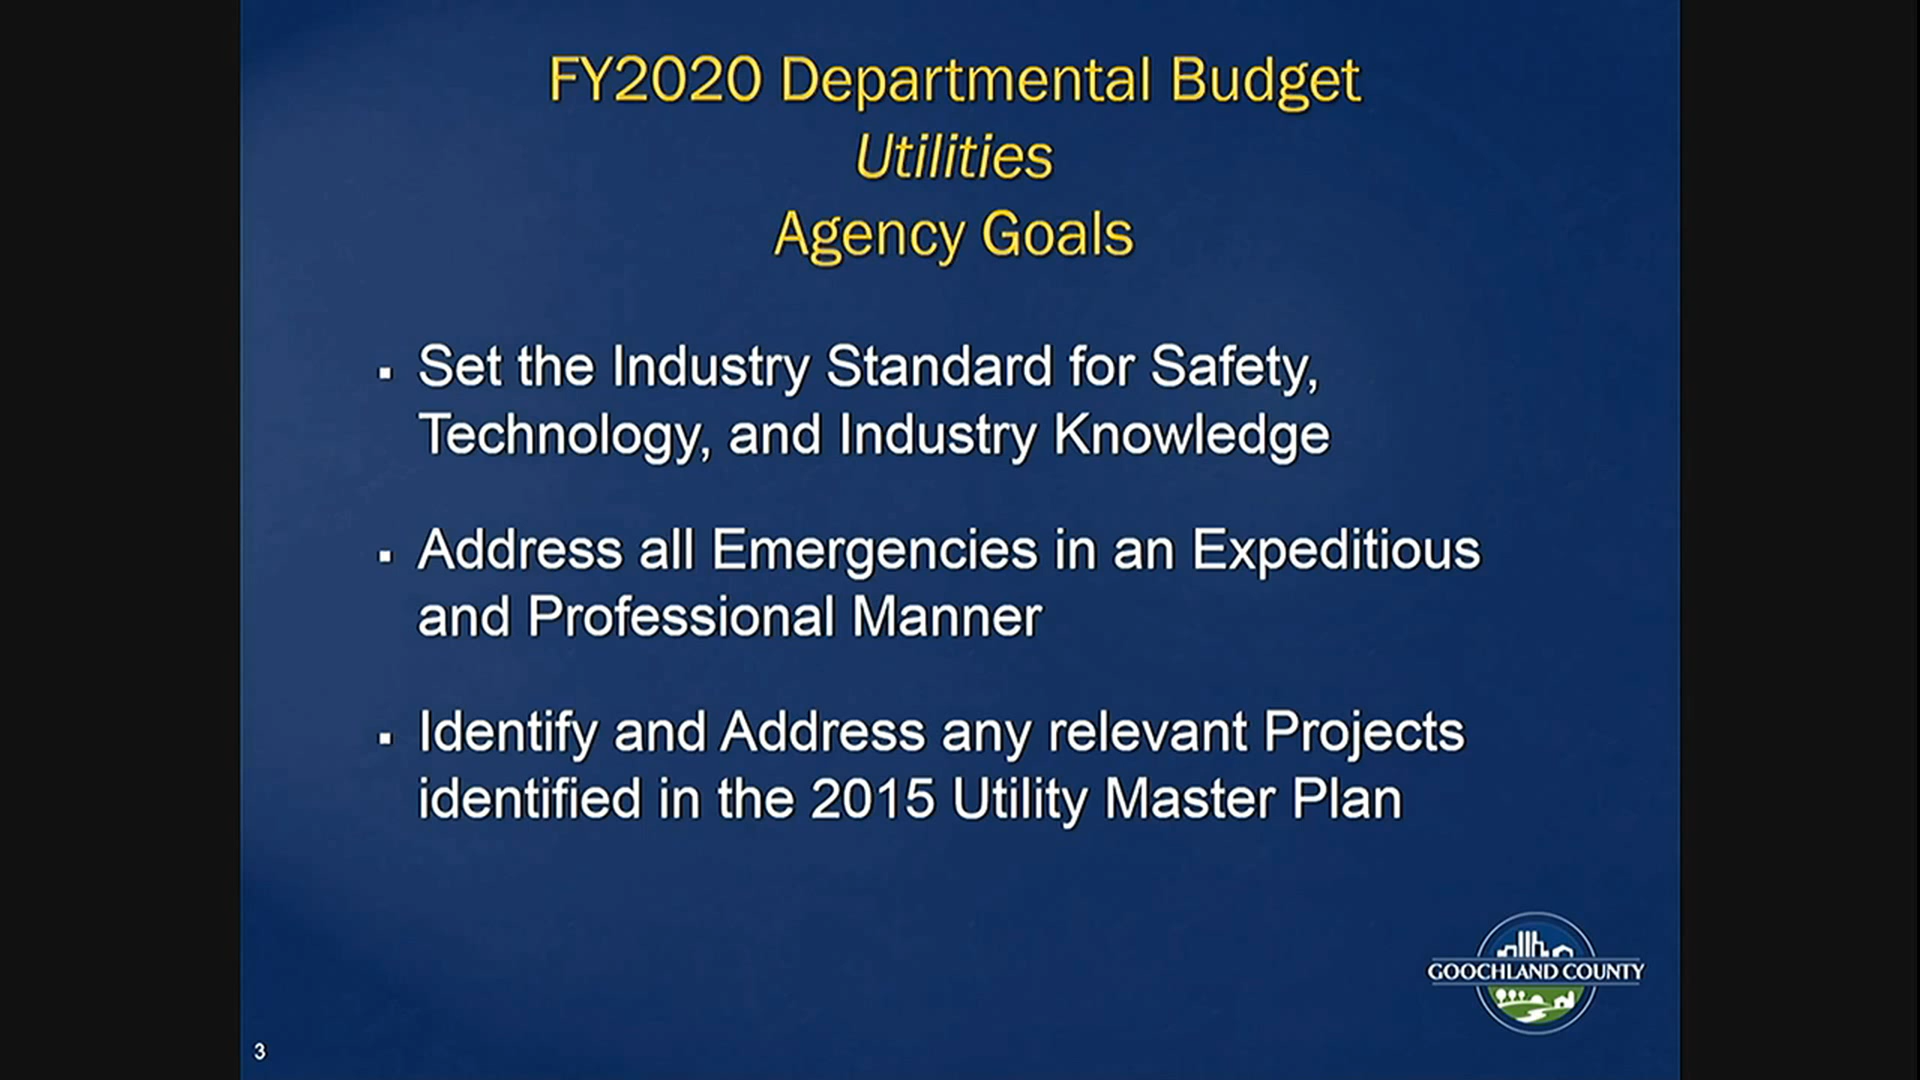 FY2020 Departmental Budget
Utilities
Agency Goals
▪ Set the Industry Standard for Safety,
Technology, and Industry Knowledge
▪ Address all Emergencies in an Expeditious
and Professional Manner
▪ Identify and Address any relevant Projects
identified in the 2015 Utility Master Plan
GOOCHLAND COUNTY
3